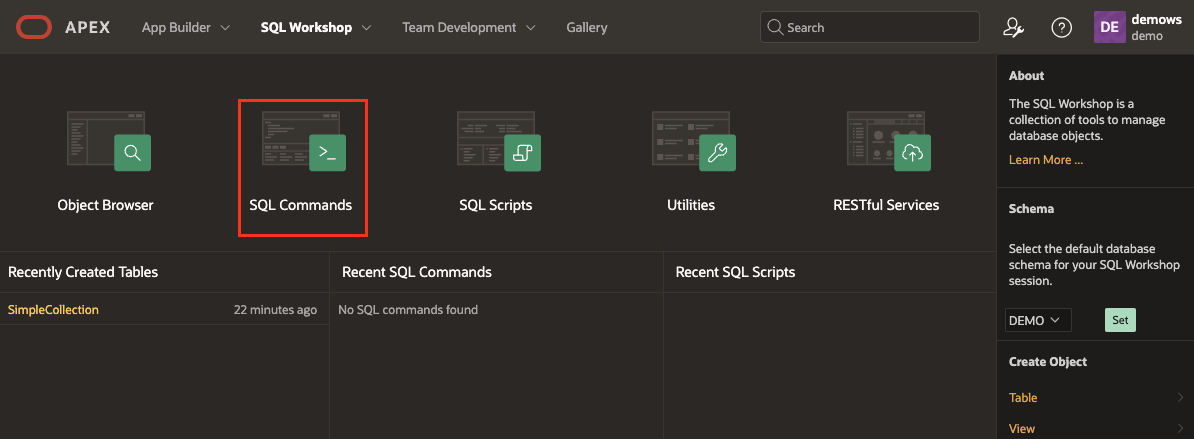 APEX App Builder SQL Workshop Team Development Gallery Search DE demows
demo
Object Browser SQL Commands SQL Scripts Utilities RESTful Services
Recently Created Tables
SimpleCollection 22 minutes ago
Recent SQL Commands
No SQL commands found
Recent SQL Scripts
About
The SQL Workshop is a
collection of tools to manage
database objects.
Learn More ...
Schema
Select the default database
schema for your SQL Workshop
session.
DEMO Set
Create Object
Table
View